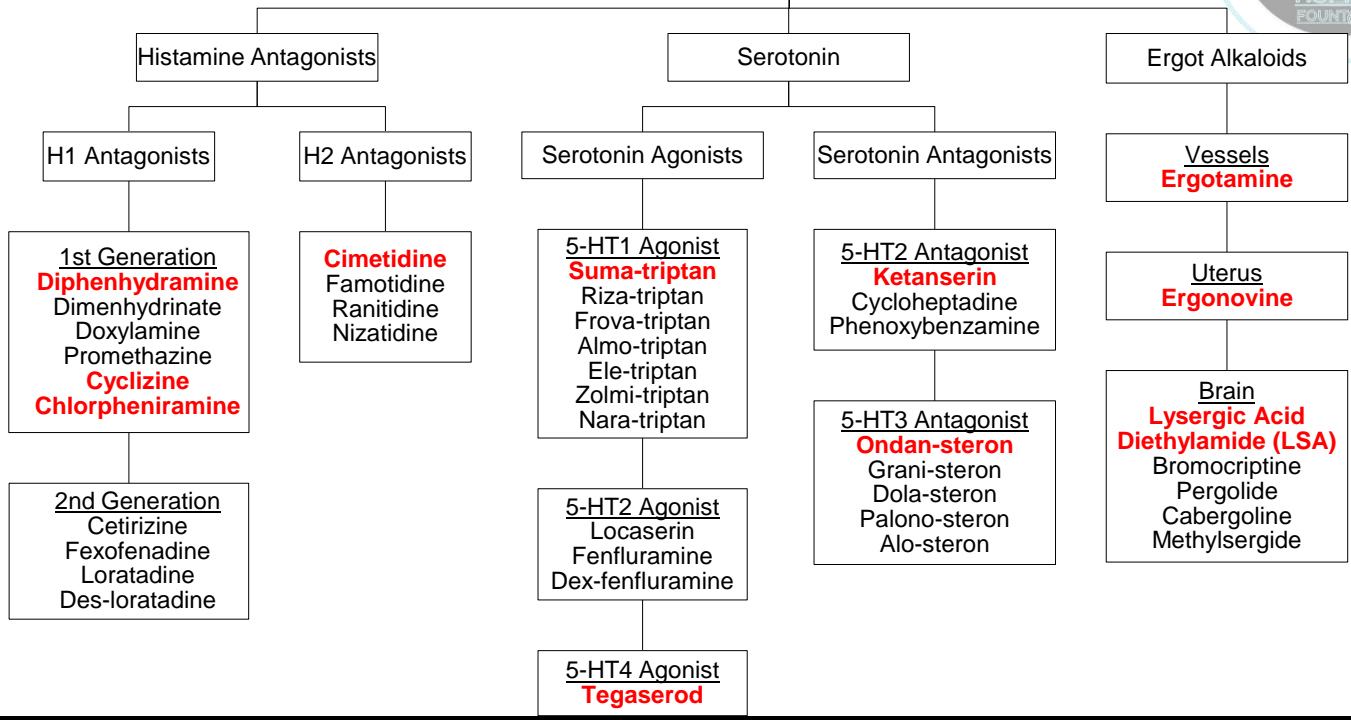 Histamine Antagonists
Serotonin
Ergot Alkaloids
H1 Antagonists
H2 Antagonists
Serotonin Agonists
Serotonin Antagonists
Vessels
Ergotamine
1st Generation
Diphenhydramine
Dimenhydrinate
Doxylamine
Promethazine
Cyclizine
Chlorpheniramine
Cimetidine
Famotidine
Ranitidine
Nizatidine
5-HT1 Agonist
Suma-triptan
Riza-triptan
Frova-triptan
Almo-triptan
Ele-triptan
Zolmi-triptan
Nara-triptan
5-HT2 Antagonist
Ketanserin
Cycloheptadine
Phenoxybenzamine
Uterus
Ergonovine
2nd Generation
Cetirizine
Fexofenadine
Loratadine
Des-loratadine
5-HT2 Agonist
Locaserin
Fenfluramine
Dex-fenfluramine
5-HT3 Antagonist
Ondan-steron
Grani-steron
Dola-steron
Palono-steron
Alo-steron
Brain
Lysergic Acid
Diethylamide (LSA)
Bromocriptine
Pergolide
Cabergoline
Methylsergide
5-HT4 Agonist
Tegaserod